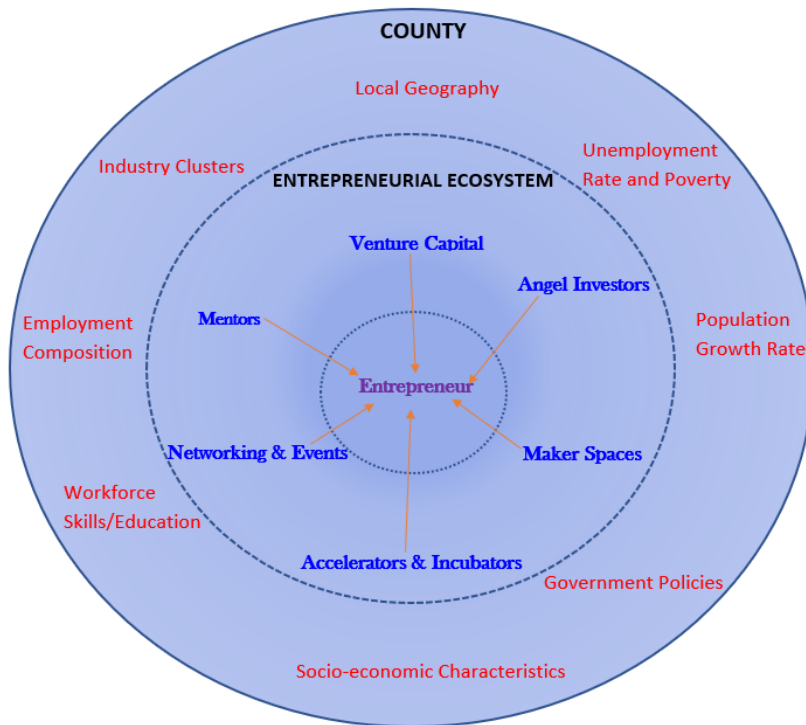 COUNTY
Local Geography
Unemployment
Rate and Poverty
Industry Clusters
ENTREPRENEURIAL ECOSYSTEM
Venture Capital
Angel Investors
Mentors
Employment
Composition
Population
Growth Rate
Entrepreneur
Networking & Events
Maker Spaces
Workforce
Skills/Education
Accelerators & Incubators
Government Policies
Socio-economic Characteristics